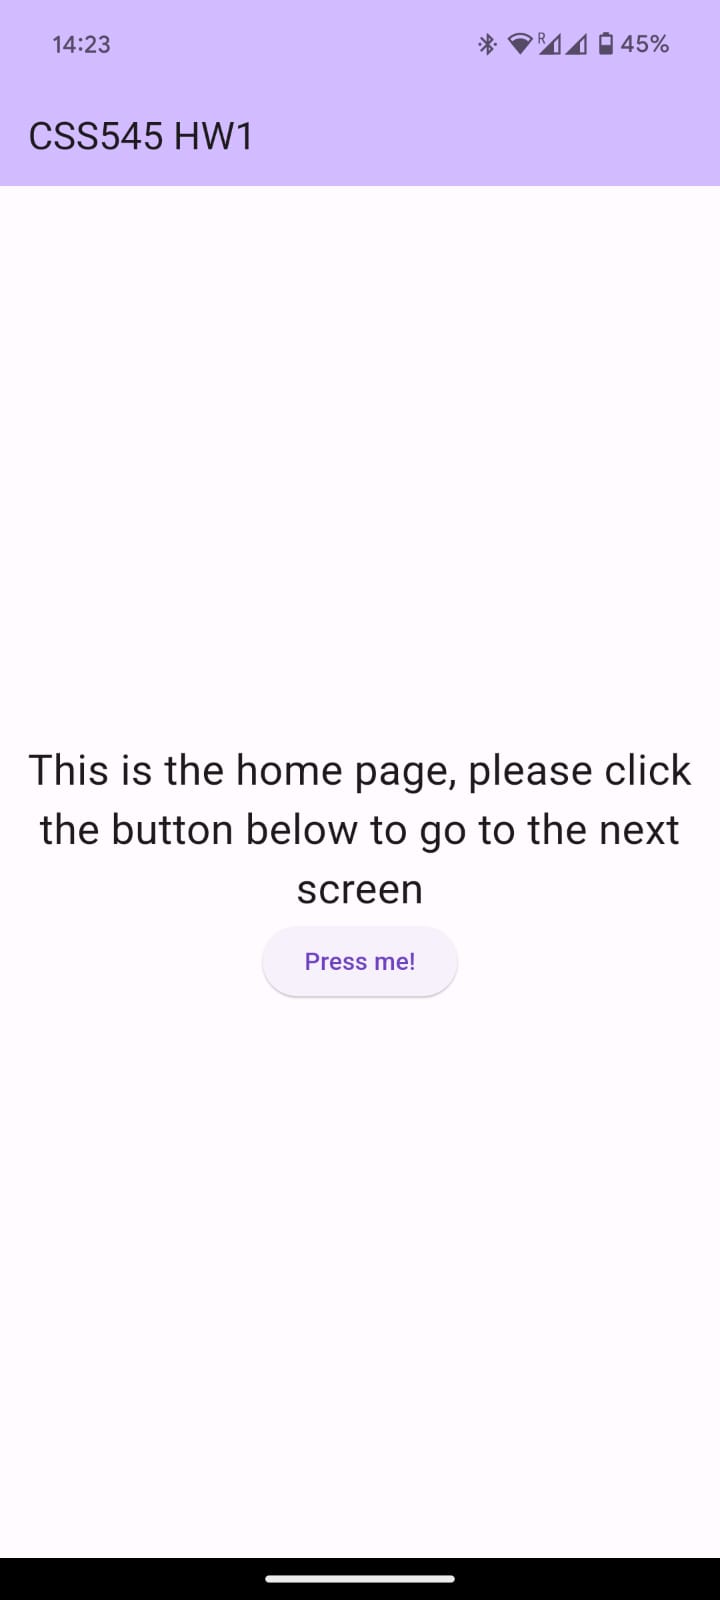 14:23
R
45%
CSS545 HW1
This is the home page, please click
the button below to go to the next
screen
Press me!